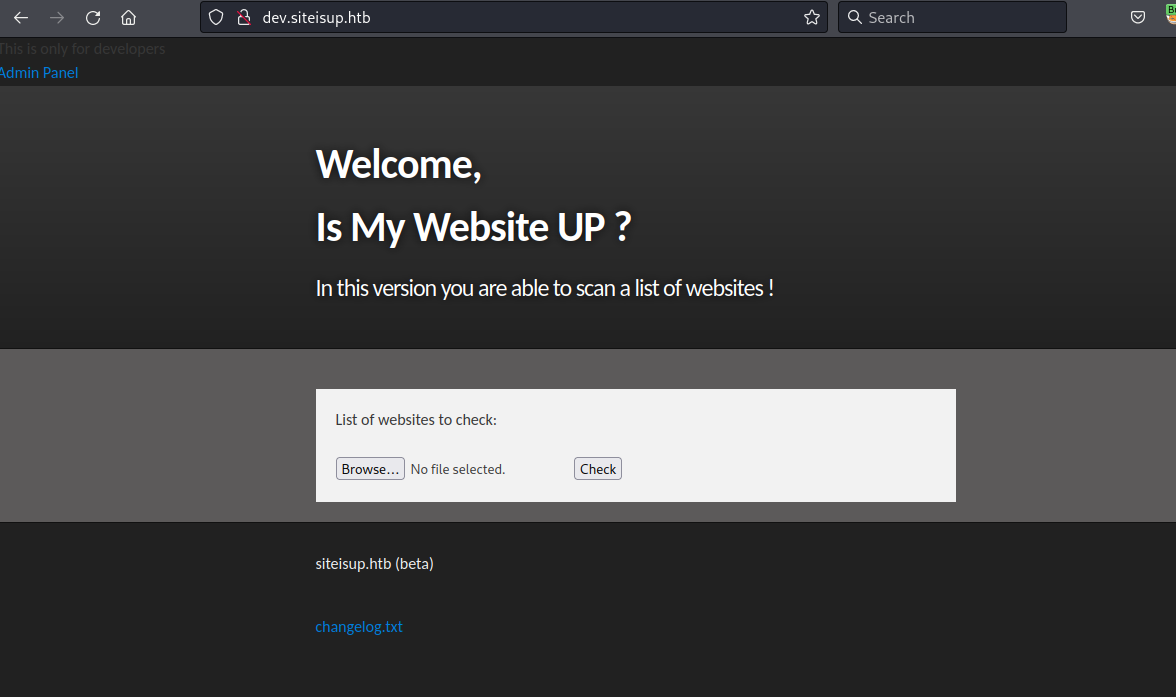 dev.siteisup.htb
Search
This is only for developers
Admin Panel
Welcome,
Is My Website UP ?
In this version you are able to scan a list of websites !
List of websites to check:
Browse... No file selected. Check
siteisup.htb (beta)
changelog.txt